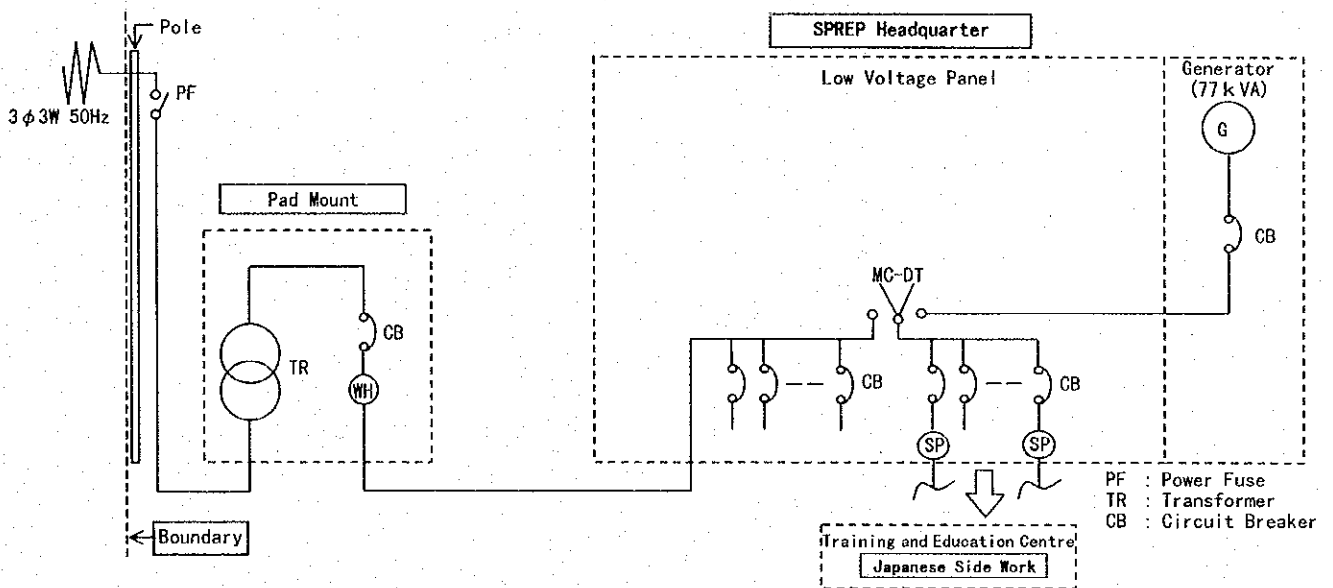 Pole
SPREP Headquarter
Low Voltage Panel
Generator
(77kVA)
PF
3φ3W 50Hz
G
Pad Mount
CB
MC-DT
CB
TR
WH
CB
CB
SP
SP
PF : Power Fuse
TR : Transformer
CB : Circuit Breaker
Boundary
Training and Education Centre
Japanese Side Work